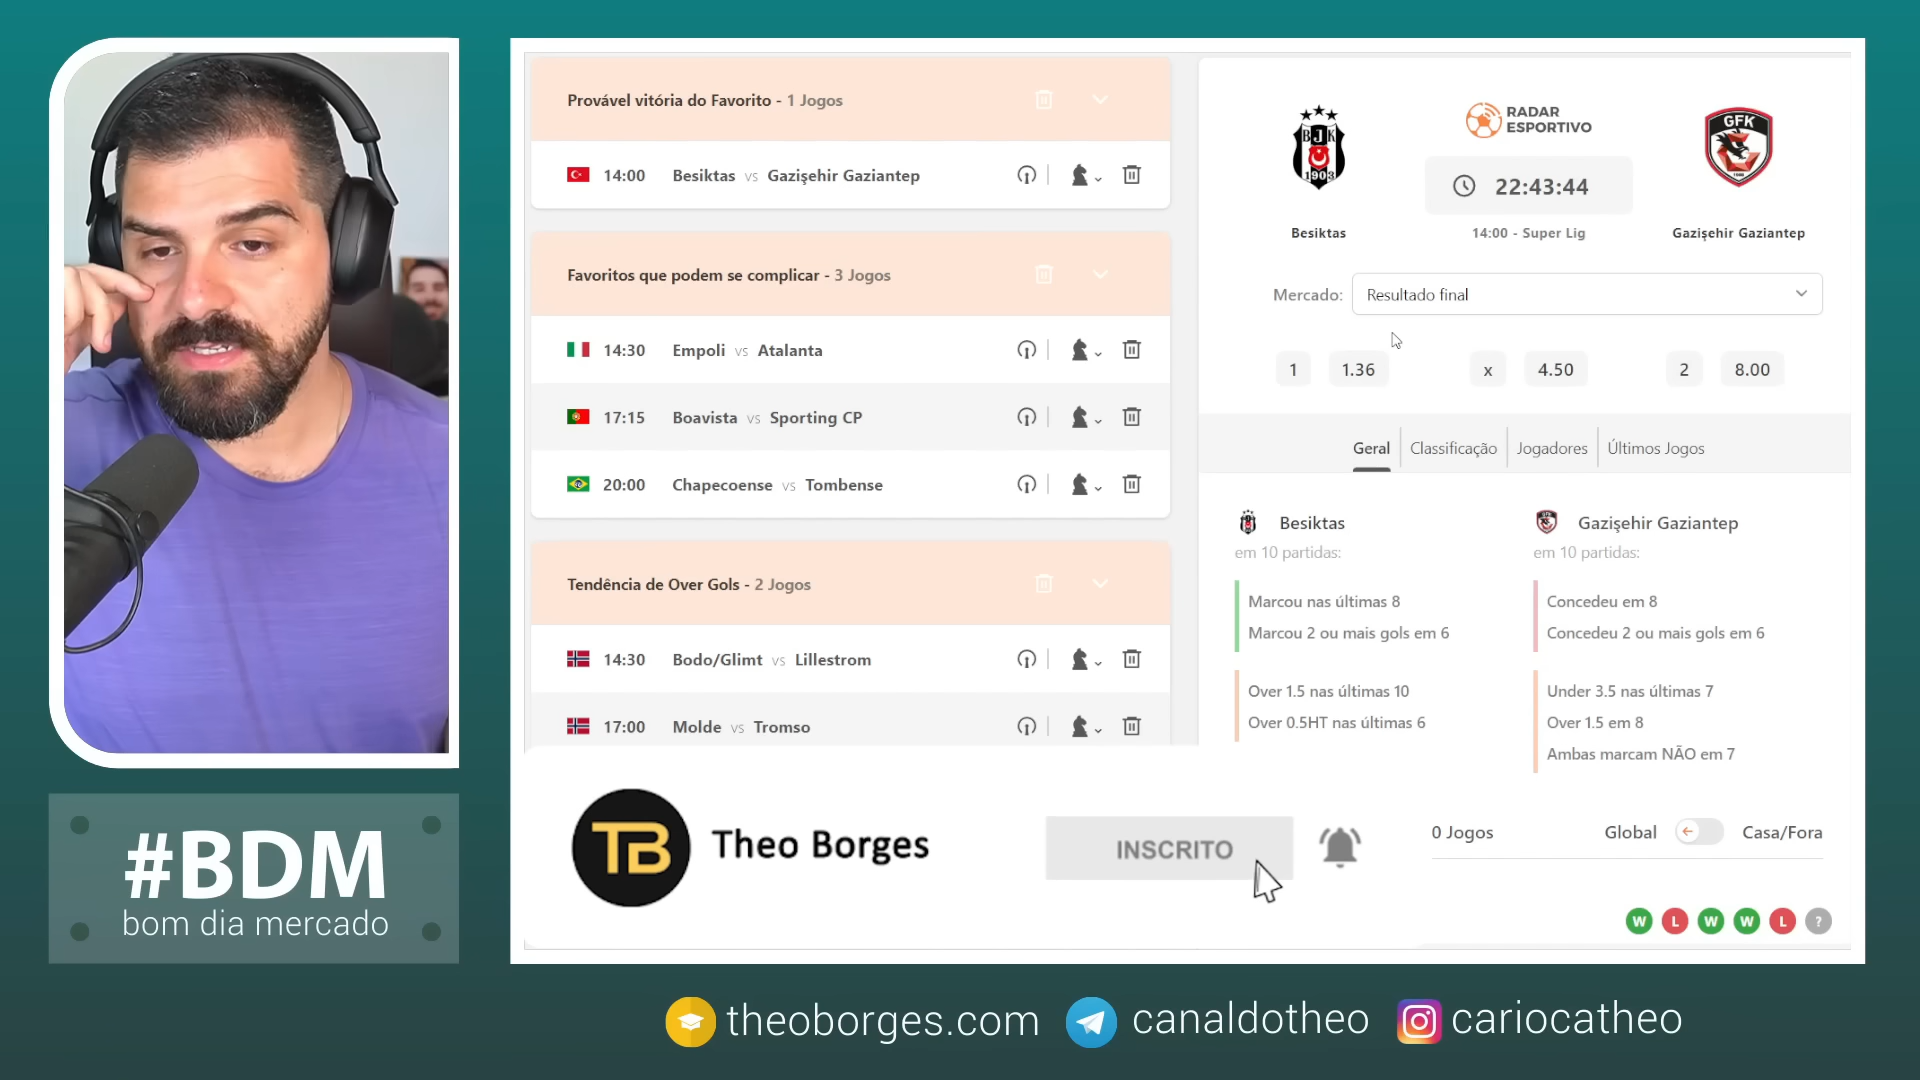 #BDM
bom dia mercado
Provável vitória do Favorito - 1 Jogos
14:00 Besiktas vs Gazişehir Gaziantep
Favoritos que podem se complicar - 3 Jogos
14:30 Empoli vs Atalanta
17:15 Boavista vs Sporting CP
20:00 Chapecoense vs Tombense
Tendência de Over Gols - 2 Jogos
14:30 Bodo/Glimt vs Lillestrom
17:00 Molde vs Tromso
BJK
1903
RADAR
ESPORTIVO
GFK
22:43:44
Besiktas
14:00 - Super Lig
Gazişehir Gaziantep
Mercado: Resultado final
1 1.36 x 4.50 2 8.00
Geral Classificação Jogadores Últimos Jogos
Besiktas
em 10 partidas:
Marcou nas últimas 8
Marcou 2 ou mais gols em 6
Over 1.5 nas últimas 10
Over 0.5HT nas últimas 6
Gazişehir Gaziantep
em 10 partidas:
Concedeu em 8
Concedeu 2 ou mais gols em 6
Under 3.5 nas últimas 7
Over 1.5 em 8
Ambas marcam NÃO em 7
TB Theo Borges
INSCRITO
0 Jogos Global Casa/Fora
W L W W L ?
theoborges.com canaldotheo cariocatheo